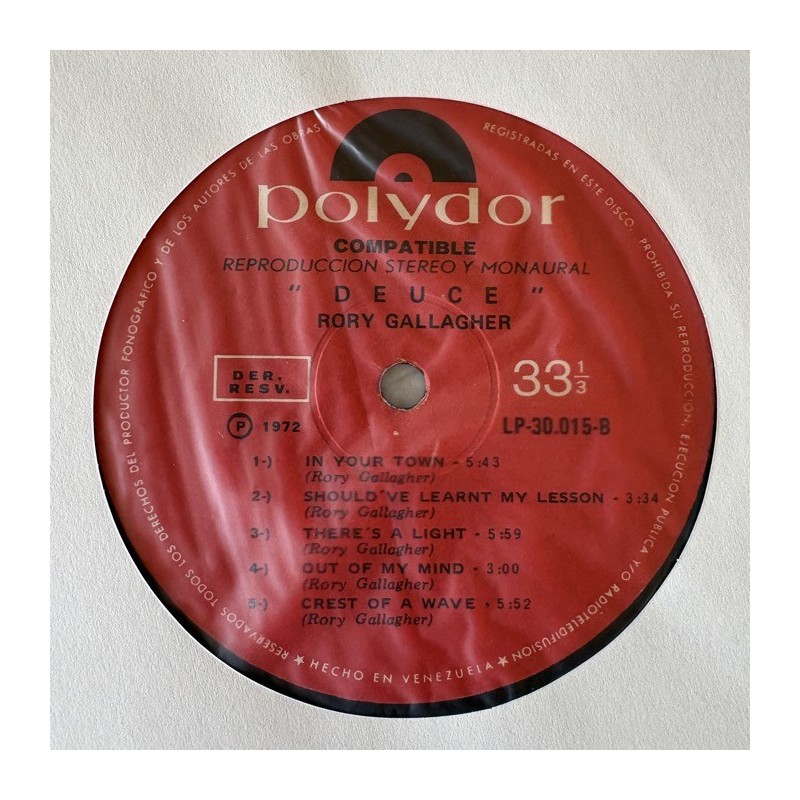 polydor
COMPATIBLE
REPRODUCCION STEREO Y MONAURAL
" DEUCE "
RORY GALLAGHER
DER. RESV.
33 1/3
Ⓟ 1972
LP-30.015-B
1-) IN YOUR TOWN - 5:43
(Rory Gallagher)
2-) SHOULD'VE LEARNT MY LESSON - 3:34
(Rory Gallagher)
3-) THERE'S A LIGHT - 5:59
(Rory Gallagher)
4-) OUT OF MY MIND - 3:00
(Rory Gallagher)
5-) CREST OF A WAVE - 5:52
(Rory Gallagher)
RESERVADOS TODOS LOS DERECHOS DEL PRODUCTOR FONOGRAFICO Y DE LOS AUTORES DE LAS OBRAS REGISTRADAS EN ESTE DISCO. PROHIBIDA SU REPRODUCCION, EJECUCION PUBLICA Y/O RADIOTELEDIFUSION
★ HECHO EN VENEZUELA ★